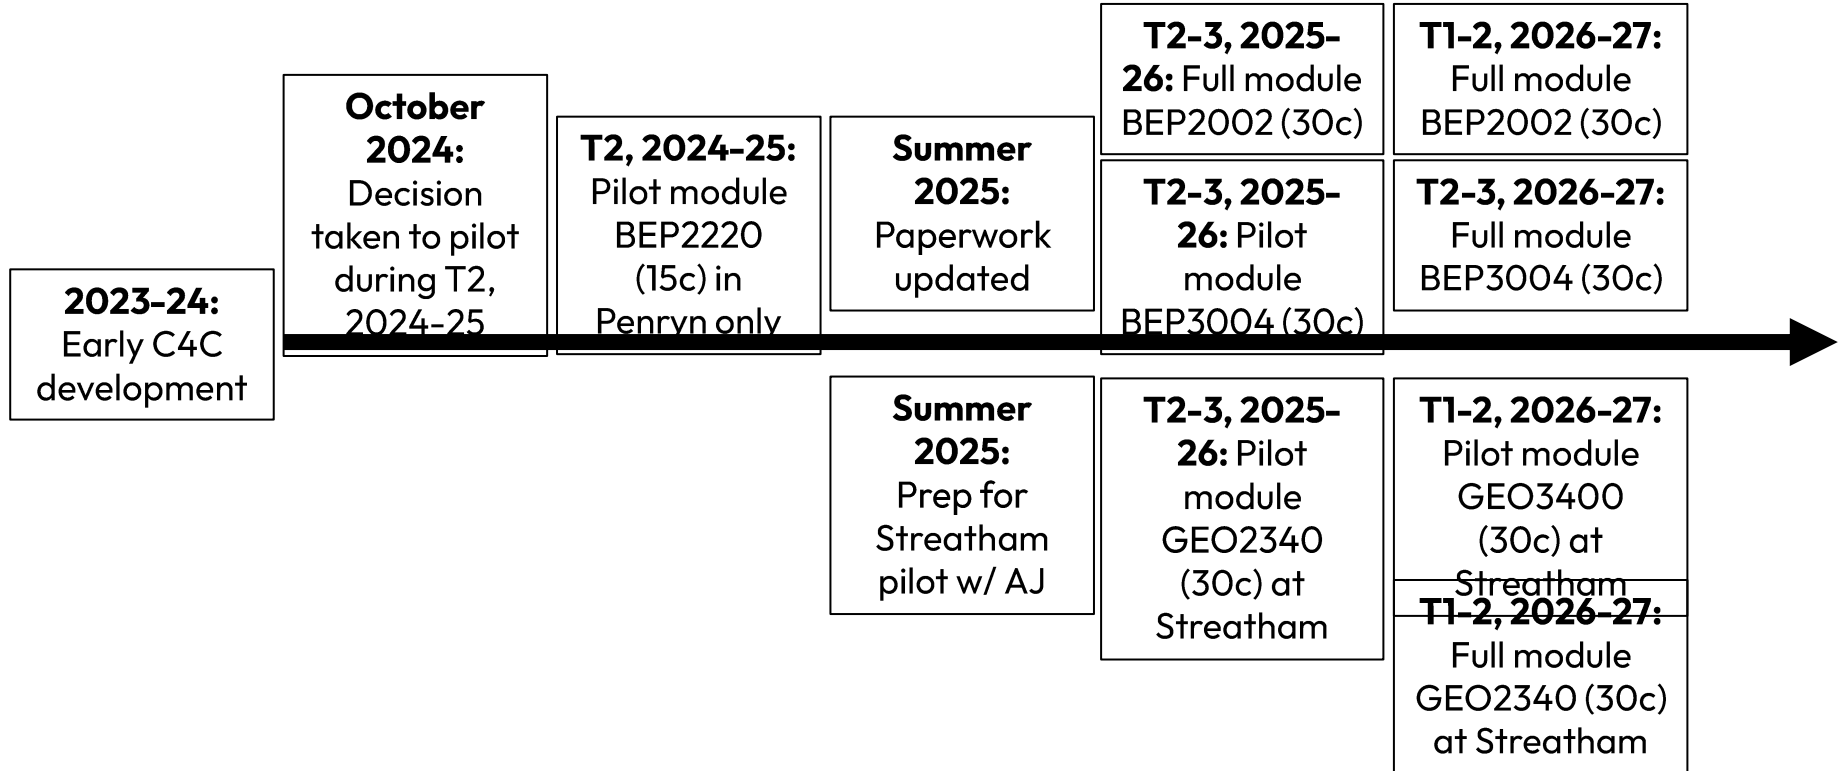 2023-24:
Early C4C
development
October
2024:
Decision
taken to pilot
during T2,
2024-25
T2, 2024-25:
Pilot module
BEP2220
(15c) in
Penryn only
Summer
2025:
Paperwork
updated
Summer
2025:
Prep for
Streatham
pilot w/ AJ
T2-3, 2025-
26: Full module
BEP2002 (30c)
T2-3, 2025-
26: Pilot
module
BEP3004 (30c)
T2-3, 2025-
26: Pilot
module
GEO2340
(30c) at
Streatham
T1-2, 2026-27:
Full module
BEP2002 (30c)
T2-3, 2026-27:
Full module
BEP3004 (30c)
T1-2, 2026-27:
Pilot module
GEO3400
(30c) at
Streatham
T1-2, 2026-27:
Full module
GEO2340 (30c)
at Streatham